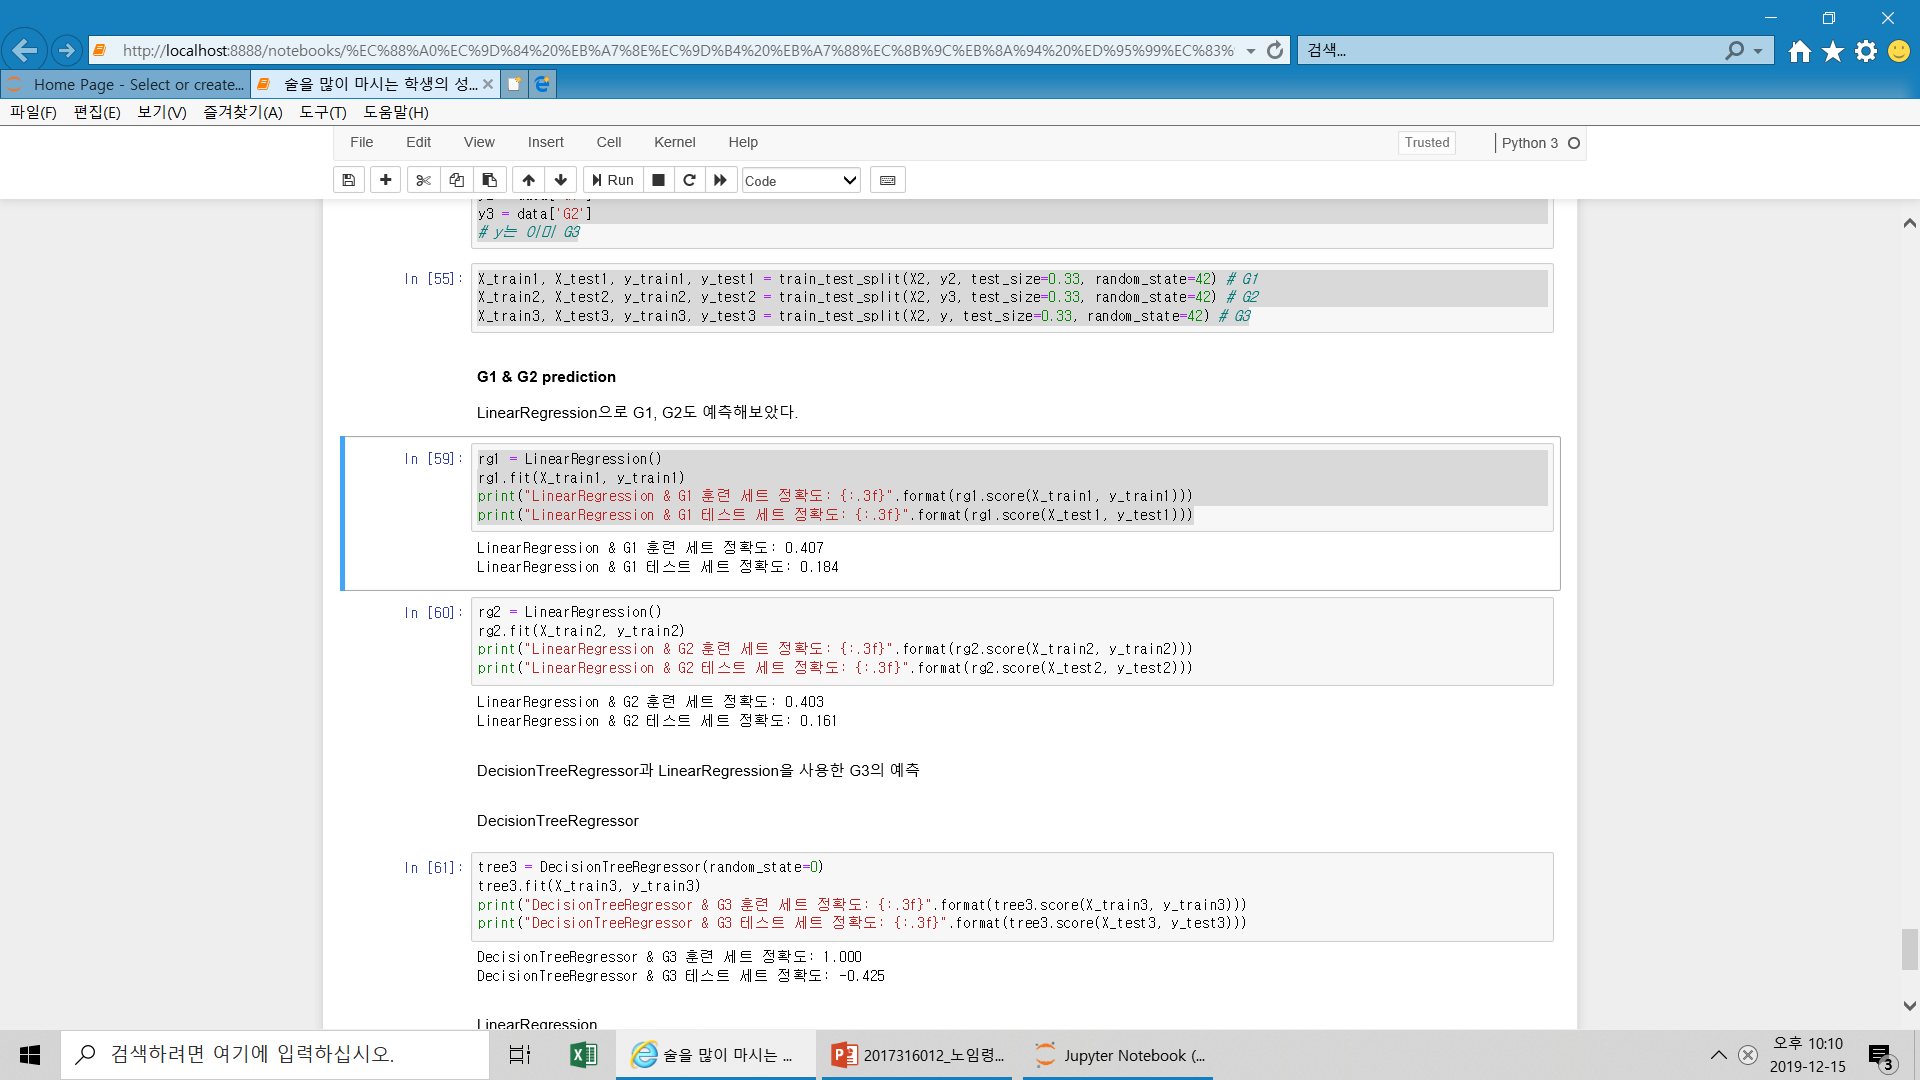 http://localhost:8888/notebooks/%EC%88%A0%EC%9D%84%20%EB%A7%8E%EC%9D%B4%20%EB%A7%88%EC%8B%9C%EB%8A%94%20%ED%95%99%EC%83%
검색...
Home Page - Select or create...
술을 많이 마시는 학생의 성...
파일(F) 편집(E) 보기(V) 즐겨찾기(A) 도구(T) 도움말(H)
File Edit View Insert Cell Kernel Help
Trusted
Python 3
Run
Code
y3 = data['G2']
# y는 이미 G3
In [55]:
X_train1, X_test1, y_train1, y_test1 = train_test_split(X2, y2, test_size=0.33, random_state=42) # G1
X_train2, X_test2, y_train2, y_test2 = train_test_split(X2, y3, test_size=0.33, random_state=42) # G2
X_train3, X_test3, y_train3, y_test3 = train_test_split(X2, y, test_size=0.33, random_state=42) # G3
G1 & G2 prediction
LinearRegression으로 G1, G2도 예측해보았다.
In [59]:
rg1 = LinearRegression()
rg1.fit(X_train1, y_train1)
print("LinearRegression & G1 훈련 세트 정확도: {:.3f}".format(rg1.score(X_train1, y_train1)))
print("LinearRegression & G1 테스트 세트 정확도: {:.3f}".format(rg1.score(X_test1, y_test1)))
LinearRegression & G1 훈련 세트 정확도: 0.407
LinearRegression & G1 테스트 세트 정확도: 0.184
In [60]:
rg2 = LinearRegression()
rg2.fit(X_train2, y_train2)
print("LinearRegression & G2 훈련 세트 정확도: {:.3f}".format(rg2.score(X_train2, y_train2)))
print("LinearRegression & G2 테스트 세트 정확도: {:.3f}".format(rg2.score(X_test2, y_test2)))
LinearRegression & G2 훈련 세트 정확도: 0.403
LinearRegression & G2 테스트 세트 정확도: 0.161
DecisionTreeRegressor과 LinearRegression을 사용한 G3의 예측
DecisionTreeRegressor
In [61]:
tree3 = DecisionTreeRegressor(random_state=0)
tree3.fit(X_train3, y_train3)
print("DecisionTreeRegressor & G3 훈련 세트 정확도: {:.3f}".format(tree3.score(X_train3, y_train3)))
print("DecisionTreeRegressor & G3 테스트 세트 정확도: {:.3f}".format(tree3.score(X_test3, y_test3)))
DecisionTreeRegressor & G3 훈련 세트 정확도: 1.000
DecisionTreeRegressor & G3 테스트 세트 정확도: -0.425
LinearRegression
검색하려면 여기에 입력하십시오.
술을 많이 마시는 ...
2017316012_노임령...
Jupyter Notebook (...
오후 10:10
2019-12-15
3